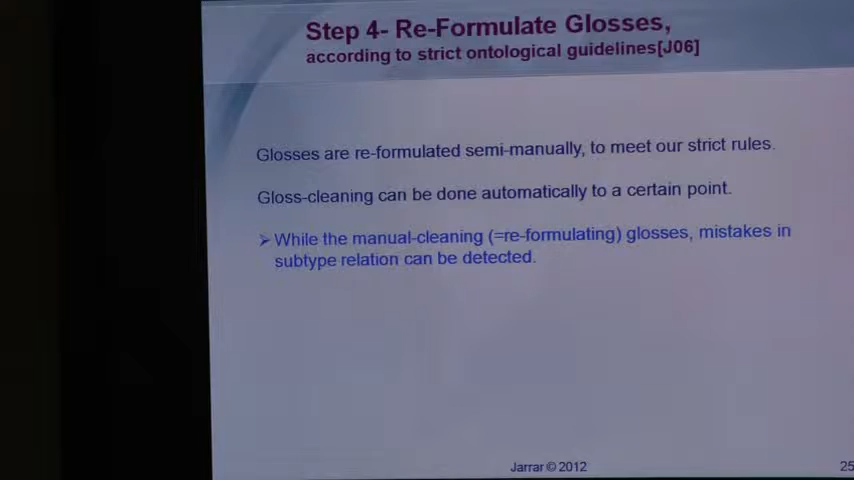 Step 4- Re-Formulate Glosses,
according to strict ontological guidelines[J06]
Glosses are re-formulated semi-manually, to meet our strict rules.
Gloss-cleaning can be done automatically to a certain point.
➢ While the manual-cleaning (=re-formulating) glosses, mistakes in
subtype relation can be detected.
Jarrar © 2012
25